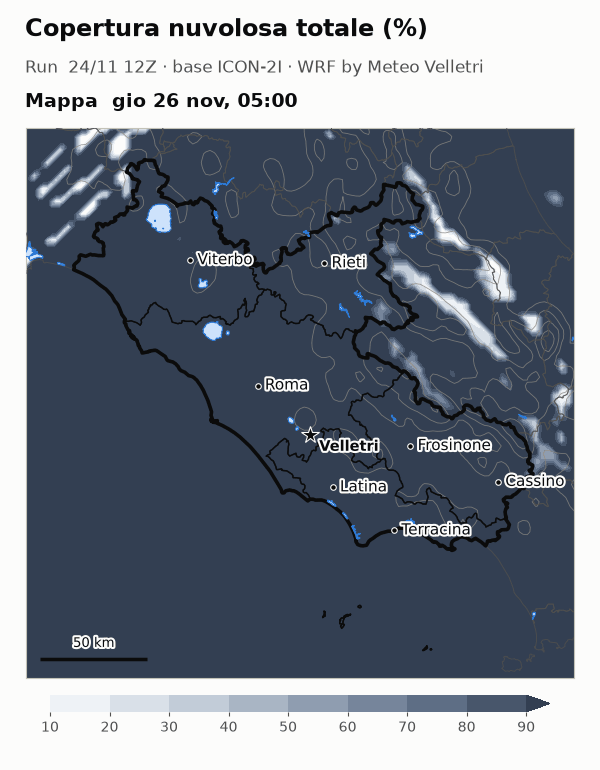 Copertura nuvolosa totale (%)
Run  24/11 12Z · base ICON-2I · WRF by Meteo Velletri
Mappa  gio 26 nov, 05:00
Viterbo
Rieti
Roma
Velletri
Frosinone
Latina
Cassino
Terracina
50 km
10 20 30 40 50 60 70 80 90